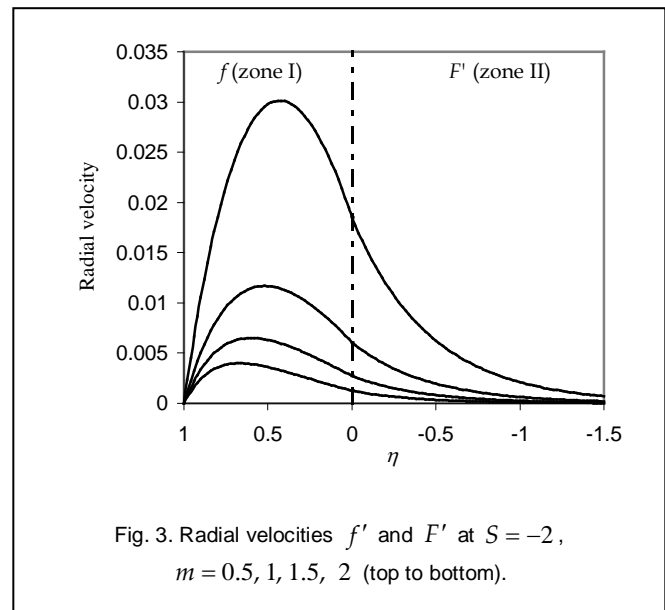 0.035
f (zone I)
F' (zone II)
0.03
0.025
0.02
0.015
0.01
0.005
0
Radial velocity
1
0.5
0
-0.5
-1
-1.5
η
Fig. 3. Radial velocities f′ and F′ at S = −2 ,
m = 0.5, 1, 1.5, 2 (top to bottom).